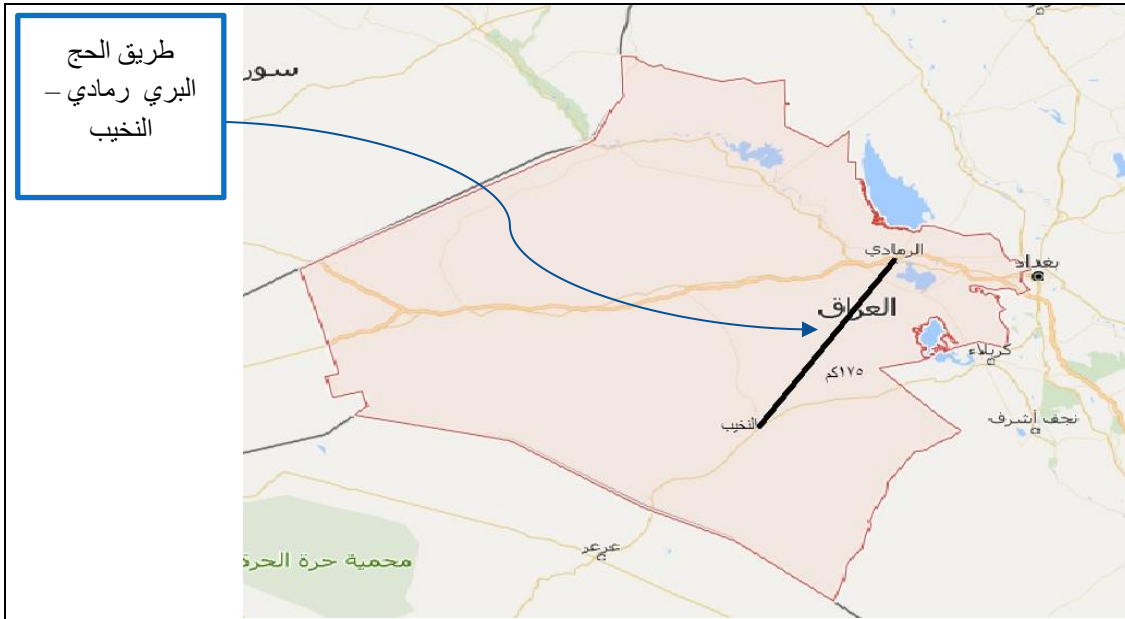 طريق الحج
البري رمادي –
النخيب
سور
الرمادي
بغداد
العراق
كربلاء
١٧٥كم
النخيب
نجف أشرف
عرعر
محمية حرة الحرة